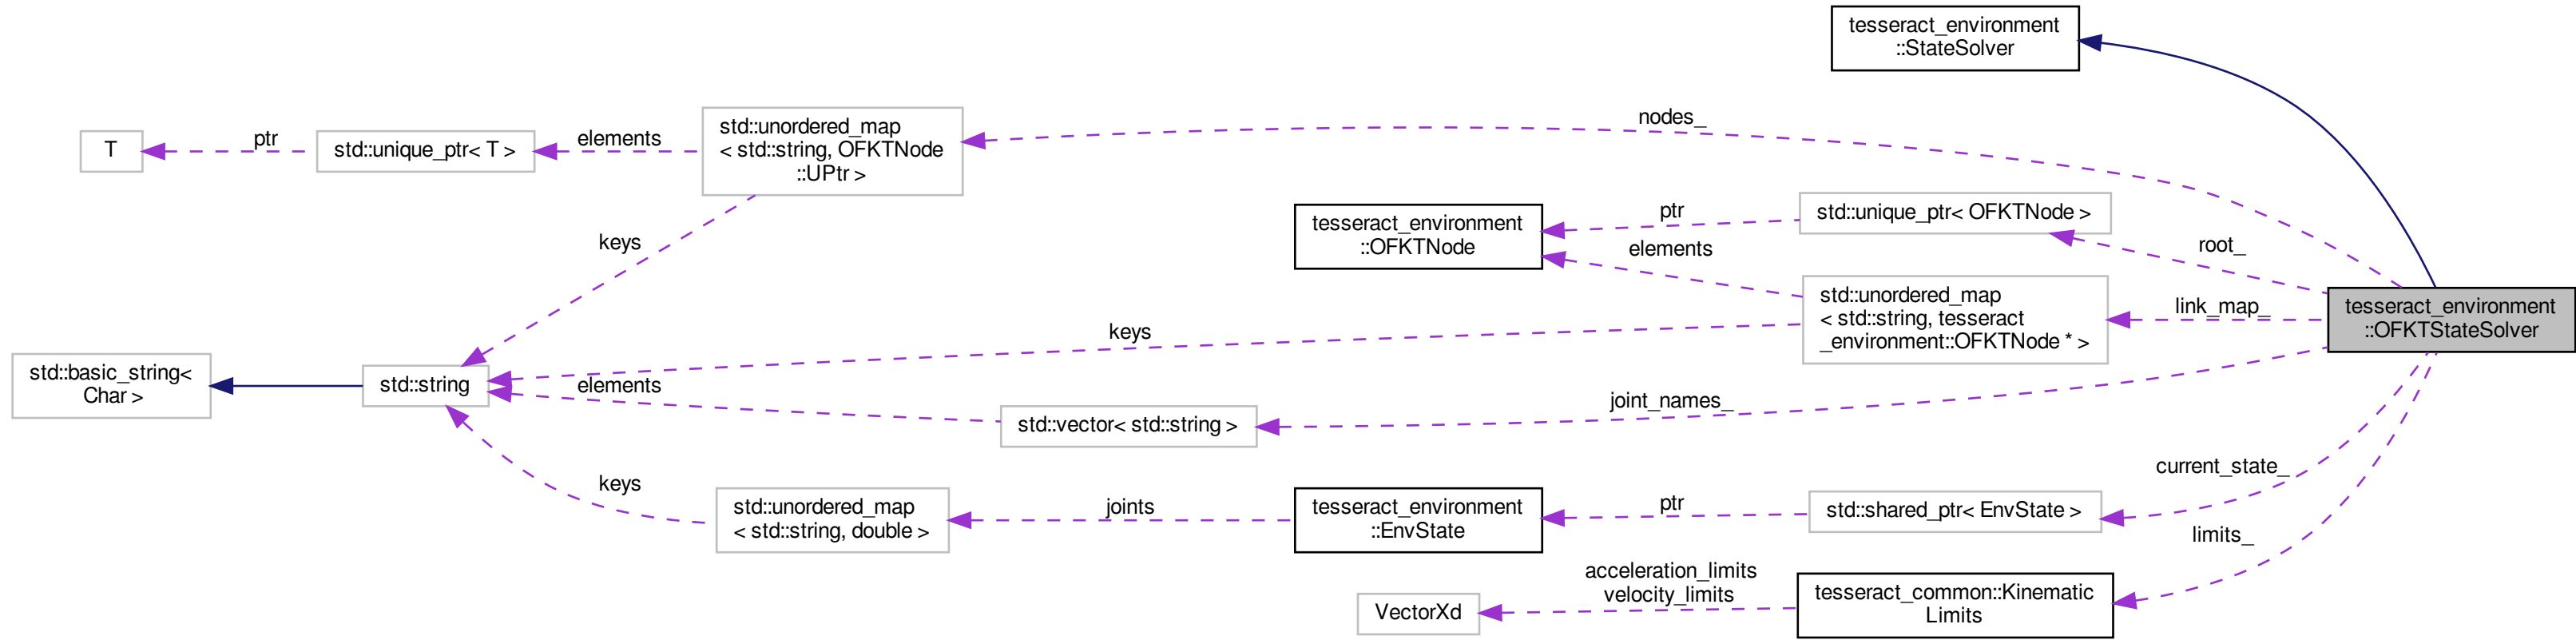 tesseract_environment
::StateSolver
nodes_
std::unordered_map
< std::string, OFKTNode
::UPtr >
elements
std::unique_ptr< T >
ptr
T
keys
tesseract_environment
::OFKTNode
ptr
elements
std::unique_ptr< OFKTNode >
root_
std::unordered_map
< std::string, tesseract
_environment::OFKTNode * >
link_map_
tesseract_environment
::OFKTStateSolver
keys
std::basic_string<
Char >
std::string
elements
std::vector< std::string >
joint_names_
keys
std::unordered_map
< std::string, double >
joints
tesseract_environment
::EnvState
ptr
std::shared_ptr< EnvState >
current_state_
limits_
VectorXd
acceleration_limits
velocity_limits
tesseract_common::Kinematic
Limits